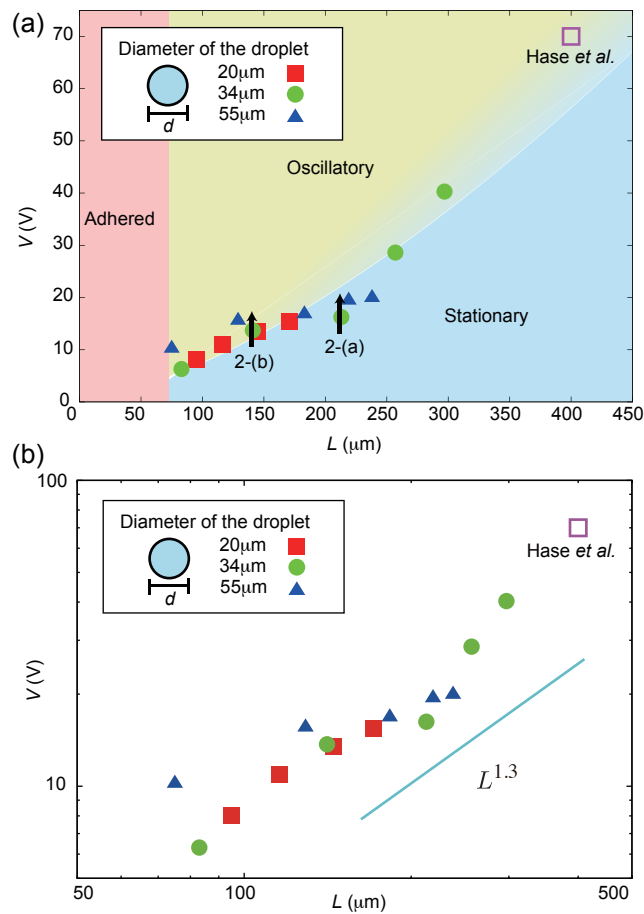 (a)
Diameter of the droplet
20μm
34μm
55μm
d
Hase et al.
Oscillatory
Adhered
Stationary
2-(b)
2-(a)
V (V)
70
60
50
40
30
20
10
0
0
100
150
200
250
300
350
400
450
L (μm)
(b)
Diameter of the droplet
20μm
34μm
55μm
d
Hase et al.
L^1.3
V (V)
100
10
50
100
500
L (μm)